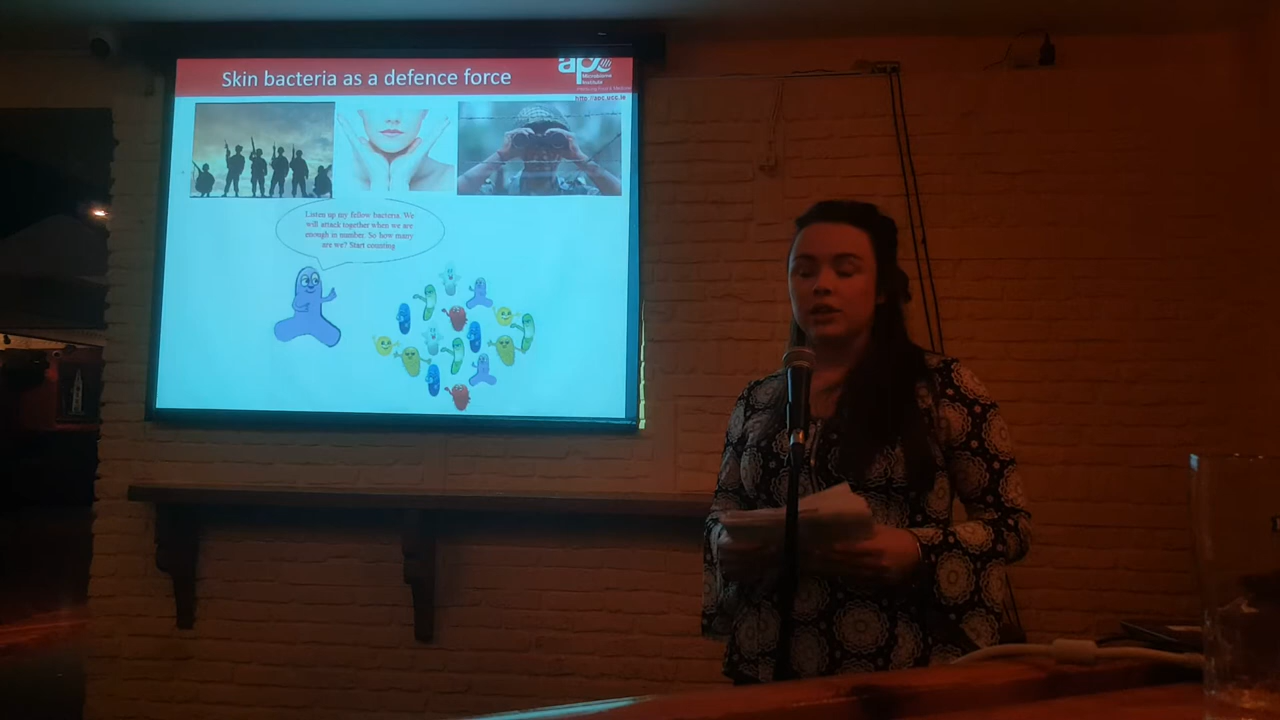 Skin bacteria as a defence force
apc
Microbiome
Institute
http://apc.ucc.ie
Listen up my fellow bacteria. We
will attack together when we are
enough in number. So how many
are we? Start counting